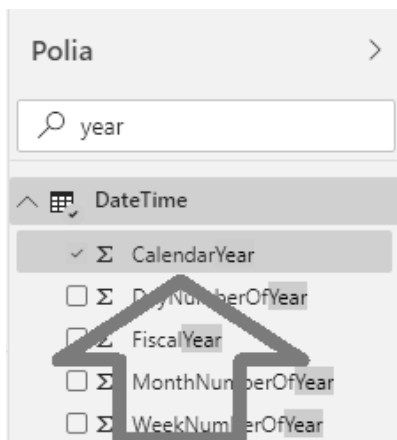 Polia
year
DateTime
Σ CalendarYear
Σ DayNumberOfYear
Σ FiscalYear
Σ MonthNumberOfYear
Σ WeekNumberOfYear